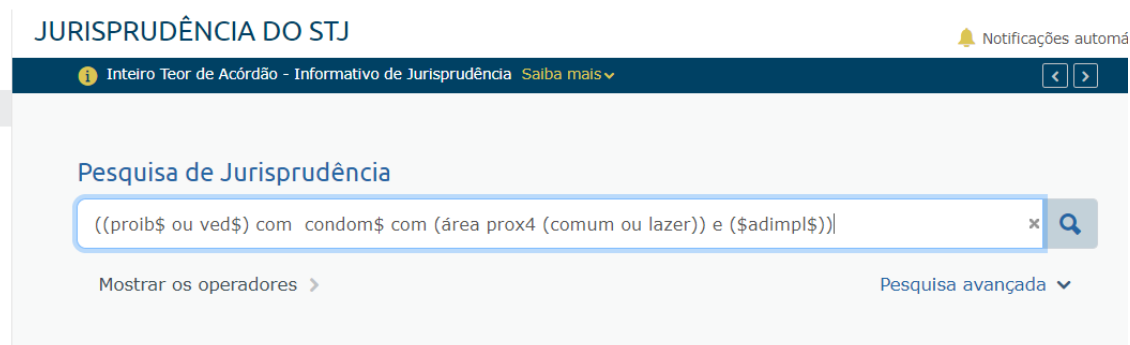 JURISPRUDÊNCIA DO STJ
Notificações automá
Inteiro Teor de Acórdão - Informativo de Jurisprudência Saiba mais
Pesquisa de Jurisprudência
((proib$ ou ved$) com  condom$ com (área prox4 (comum ou lazer)) e ($adimpl$))
Mostrar os operadores
Pesquisa avançada